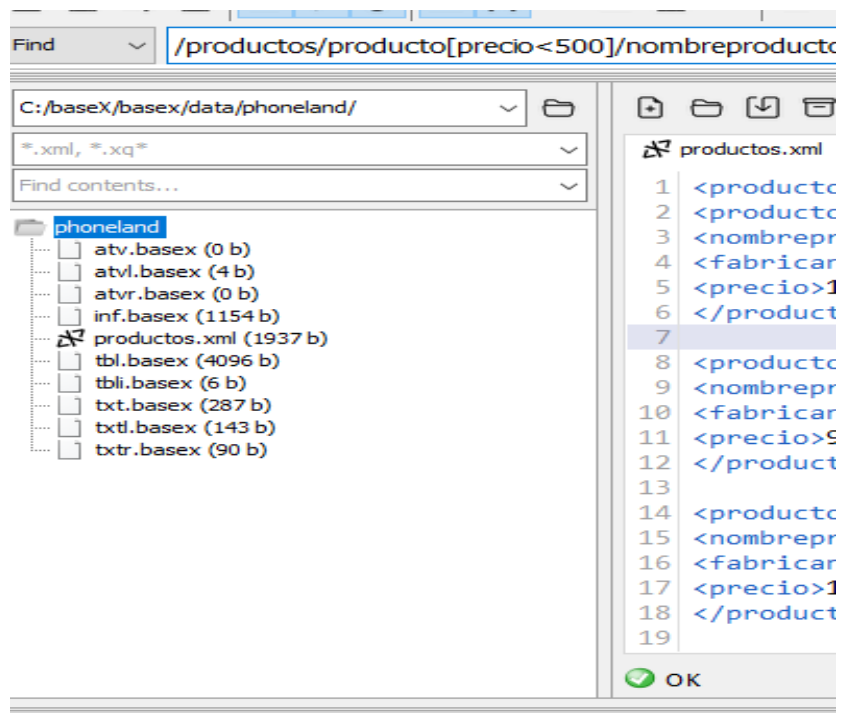 Find
/productos/producto[precio<500]/nombreproducto
C:/baseX/basex/data/phoneland/
*.xml, *.xq*
Find contents...
phoneland
atv.basex (0 b)
atvl.basex (4 b)
atvr.basex (0 b)
inf.basex (1154 b)
productos.xml (1937 b)
tbl.basex (4096 b)
tbli.basex (6 b)
txt.basex (287 b)
txtl.basex (143 b)
txtr.basex (90 b)
productos.xml
1 <producto
2 <producto
3 <nombrepr
4 <fabrican
5 <precio>1
6 </product
7
8 <producto
9 <nombrepr
10 <fabrican
11 <precio>9
12 </product
13
14 <producto
15 <nombrepr
16 <fabrican
17 <precio>1
18 </product
19
OK